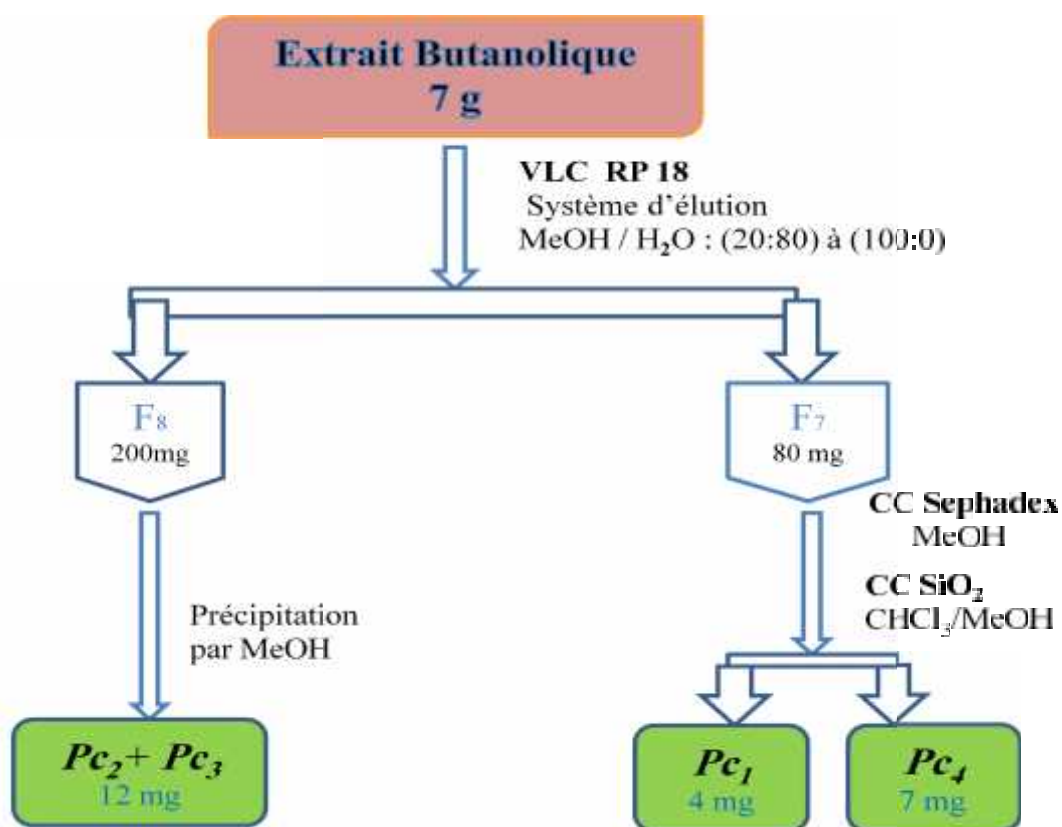 Extrait Butanolique
7 g
VLC RP 18
Système d'élution
MeOH / H₂O : (20:80) à (100:0)
F₈
200mg
F₇
80 mg
CC Sephadex
MeOH
CC SiO₂
CHCl₃/MeOH
Précipitation
par MeOH
Pc₂+ Pc₃
12 mg
Pc₁
4 mg
Pc₄
7 mg